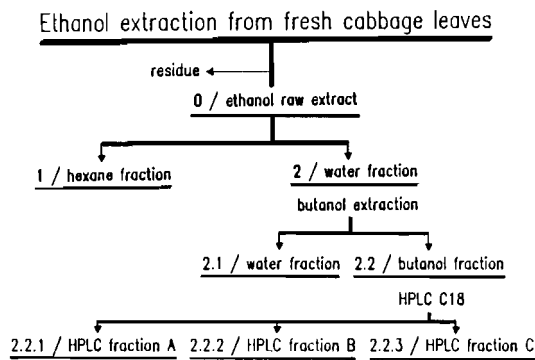 Ethanol extraction from fresh cabbage leaves
residue
0 / ethanol raw extract
1 / hexane fraction
2 / water fraction
butanol extraction
2.1 / water fraction
2.2 / butanol fraction
HPLC C18
2.2.1 / HPLC fraction A
2.2.2 / HPLC fraction B
2.2.3 / HPLC fraction C